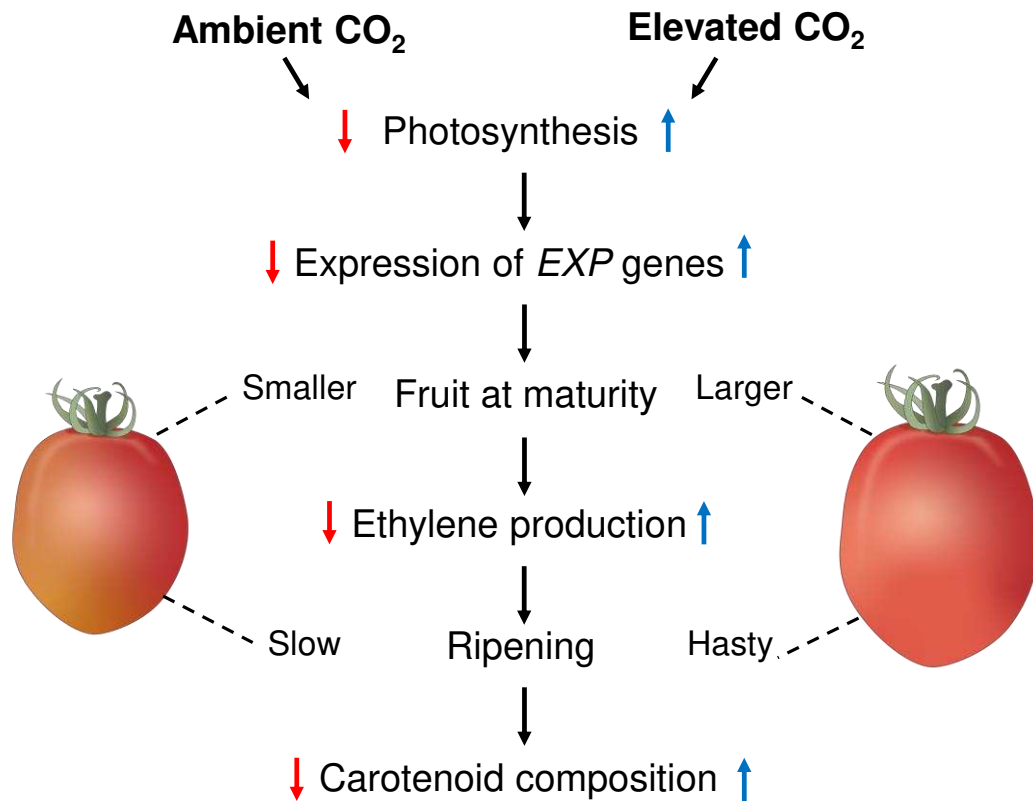 Ambient CO₂
Elevated CO₂
Photosynthesis
Expression of EXP genes
Smaller
Fruit at maturity
Larger
Ethylene production
Slow
Ripening
Hasty
Carotenoid composition